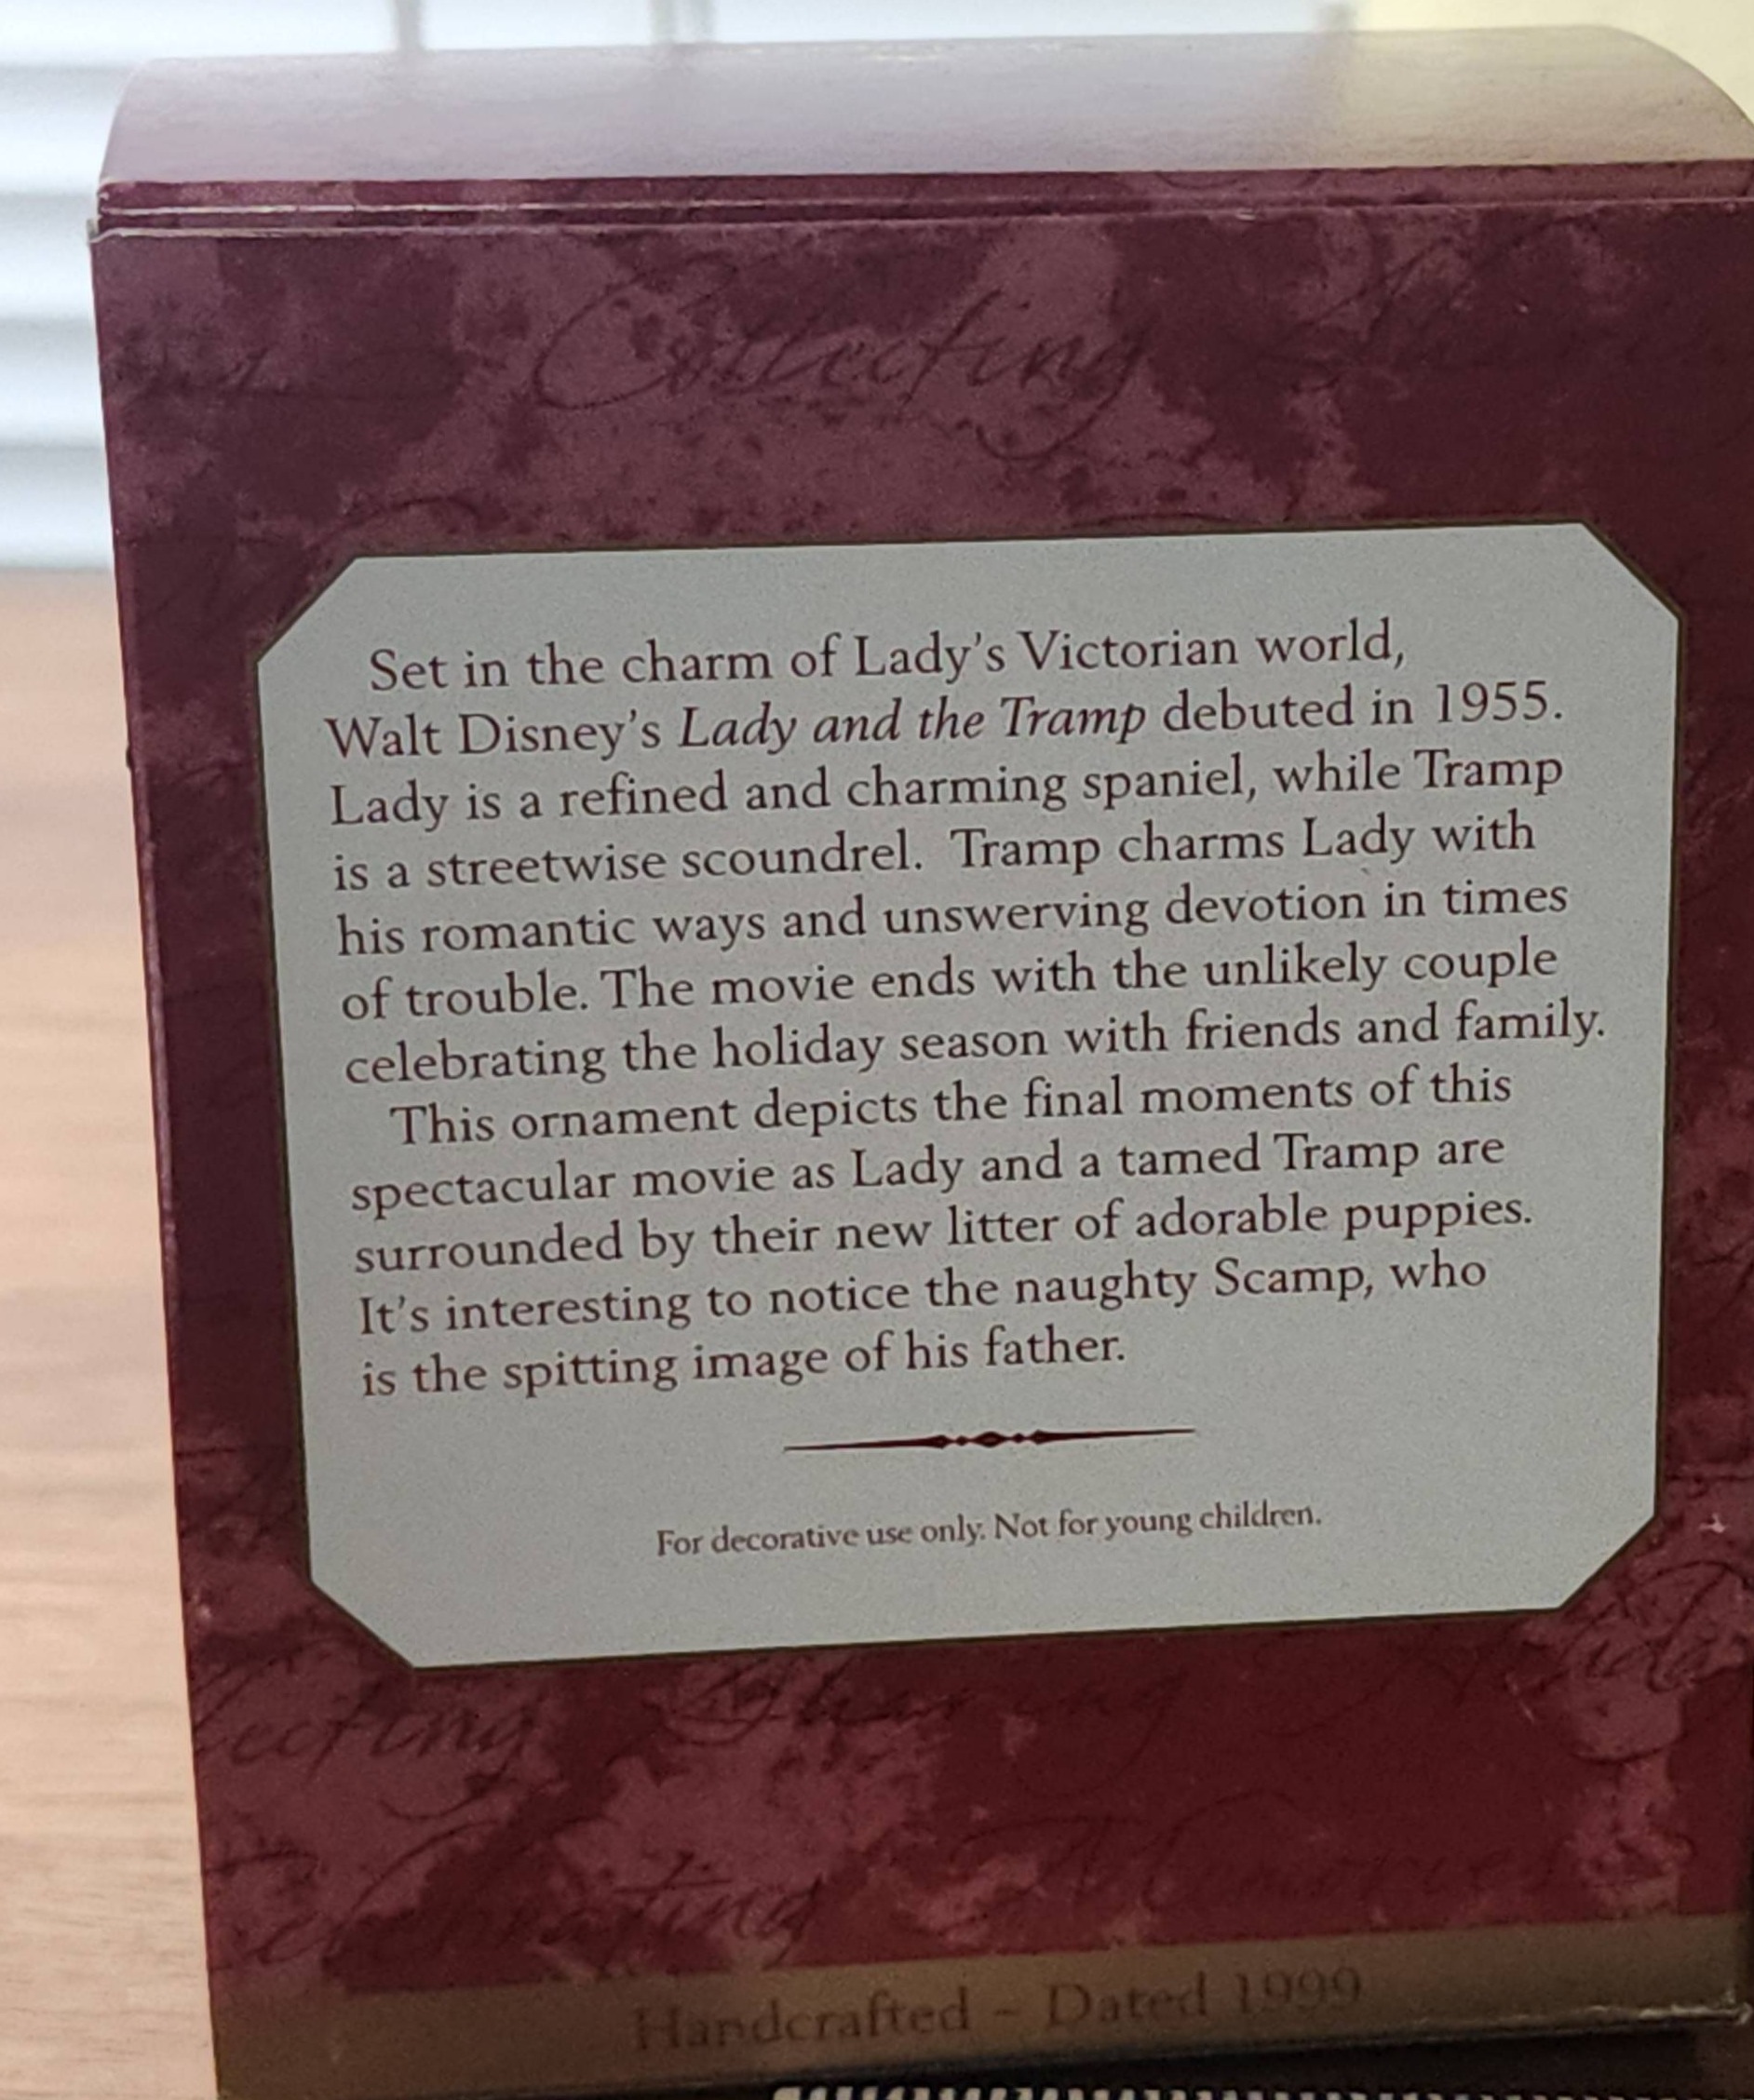 Collecting
Set in the charm of Lady's Victorian world,
Walt Disney's Lady and the Tramp debuted in 1955.
Lady is a refined and charming spaniel, while Tramp
is a streetwise scoundrel. Tramp charms Lady with
his romantic ways and unswerving devotion in times
of trouble. The movie ends with the unlikely couple
celebrating the holiday season with friends and family.
This ornament depicts the final moments of this
spectacular movie as Lady and a tamed Tramp are
surrounded by their new litter of adorable puppies.
It's interesting to notice the naughty Scamp, who
is the spitting image of his father.
For decorative use only. Not for young children.
lecting Sharing
Celebrating Memories
Handcrafted – Dated 1999